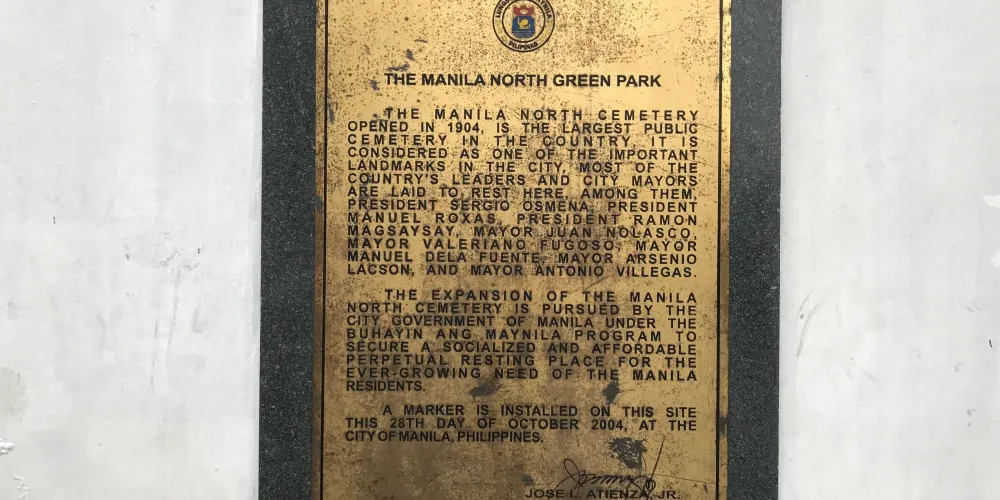 PILIPINAS
THE MANILA NORTH GREEN PARK
THE MANILA NORTH CEMETERY
OPENED IN 1904, IS THE LARGEST PUBLIC
CEMETERY IN THE COUNTRY. IT IS
CONSIDERED AS ONE OF THE IMPORTANT
LANDMARKS IN THE CITY, MOST OF THE
COUNTRY'S LEADERS AND CITY MAYORS
ARE LAID TO REST HERE AMONG THEM,
PRESIDENT SERGIO OSMENA, PRESIDENT
MANUEL ROXAS, PRESIDENT RAMON
MAGSAYSAY, MAYOR JUAN NOLASCO,
MAYOR VALERIANO FUGOSO, MAYOR
MANUEL DELA FUENTE, MAYOR ARSENIO
LACSON, AND MAYOR ANTONIO VILLEGAS.
THE EXPANSION OF THE MANILA
NORTH CEMETERY IS PURSUED BY THE
CITY GOVERNMENT OF MANILA UNDER THE
BUHAYIN ANG MAYNILA PROGRAM TO
SECURE A SOCIALIZED AND AFFORDABLE
PERPETUAL RESTING PLACE FOR THE
EVER-GROWING NEED OF THE MANILA
RESIDENTS.
A MARKER IS INSTALLED ON THIS SITE
THIS 28TH DAY OF OCTOBER 2004, AT THE
CITY OF MANILA, PHILIPPINES.
JOSE L. ATIENZA, JR.